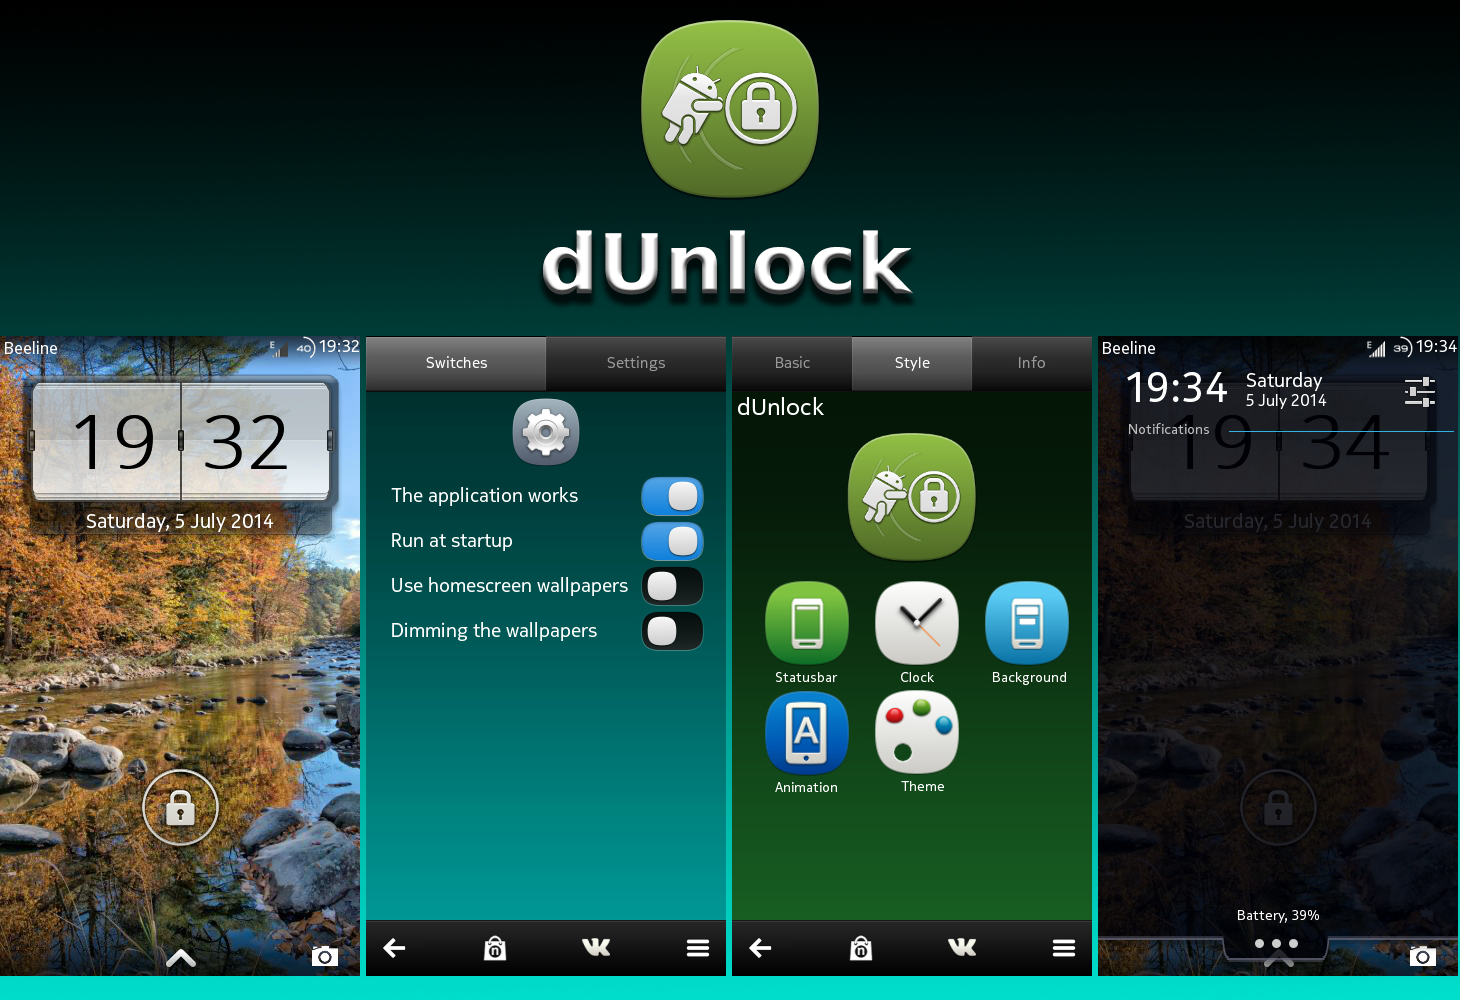 dUnlock
Beeline
E 40 19:32
19 32
Saturday, 5 July 2014
Switches Settings
The application works
Run at startup
Use homescreen wallpapers
Dimming the wallpapers
n
VK
Basic Style Info
dUnlock
Statusbar Clock Background
A
Animation Theme
n
VK
Beeline
E 39 19:34
19:34 Saturday
5 July 2014
Notifications
19 34
Saturday, 5 July 2014
Battery, 39%